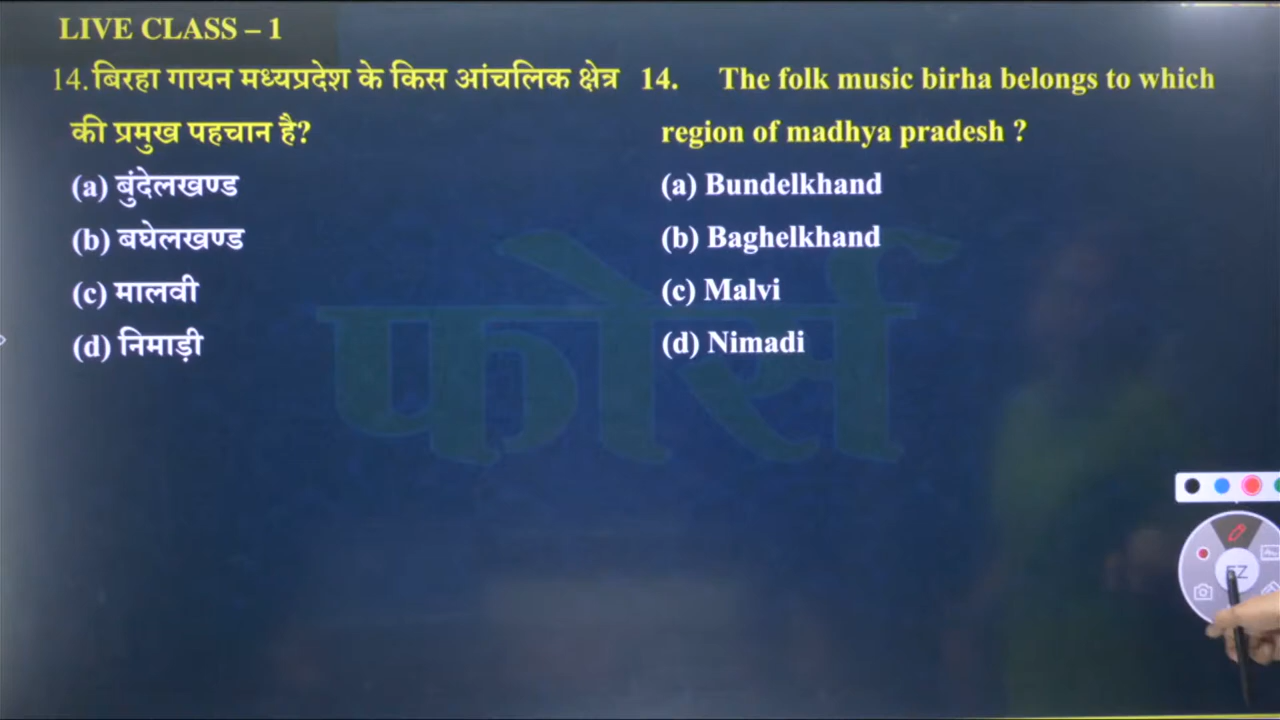 LIVE CLASS – 1
14. बिरहा गायन मध्यप्रदेश के किस आंचलिक क्षेत्र
की प्रमुख पहचान है?
(a) बुंदेलखण्ड
(b) बघेलखण्ड
(c) मालवी
(d) निमाड़ी
14. The folk music birha belongs to which
region of madhya pradesh ?
(a) Bundelkhand
(b) Baghelkhand
(c) Malvi
(d) Nimadi
फोर्स
EZ